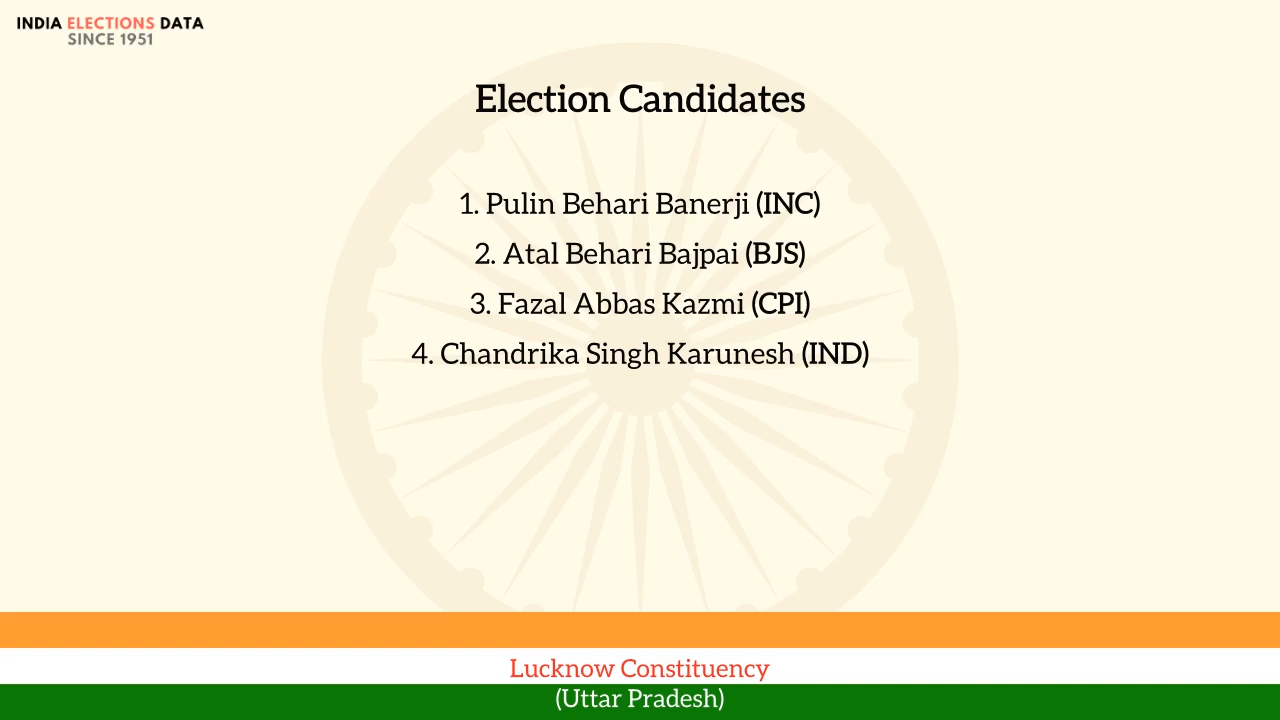 INDIA ELECTIONS DATA
SINCE 1951
Election Candidates
1. Pulin Behari Banerji (INC)
2. Atal Behari Bajpai (BJS)
3. Fazal Abbas Kazmi (CPI)
4. Chandrika Singh Karunesh (IND)
Lucknow Constituency
(Uttar Pradesh)